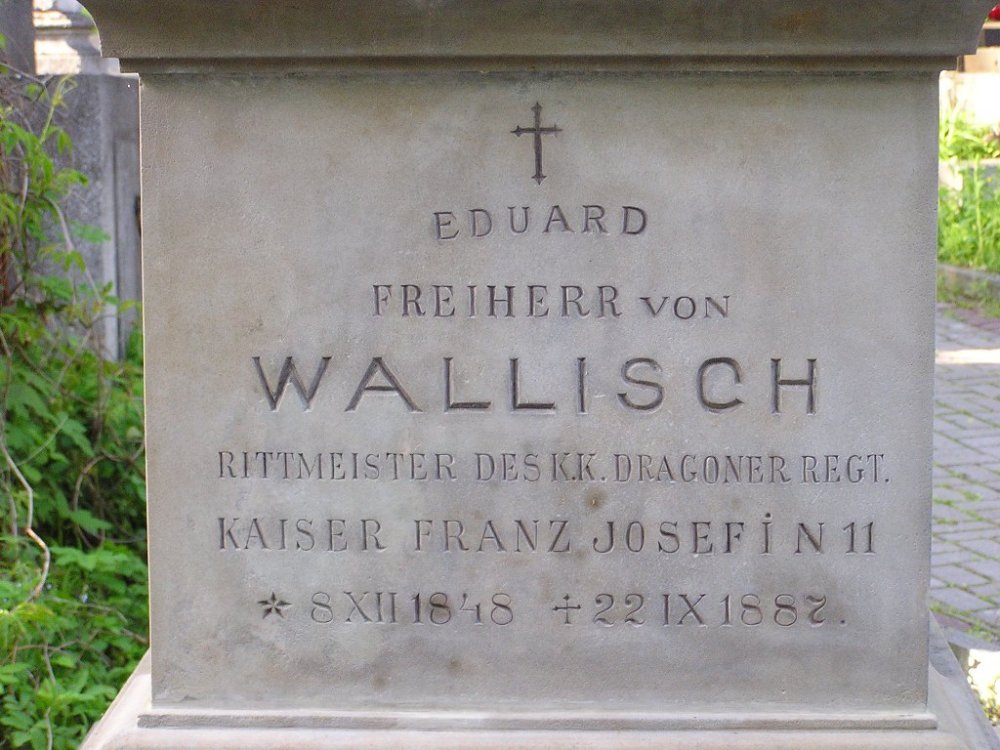 EDUARD
FREIHERR VON
WALLISCH
RITTMEISTER DES K.K. DRAGONER REGT.
KAISER FRANZ JOSEF İ N 11
* 8 XII 1848 ✝ 22 IX 1887.